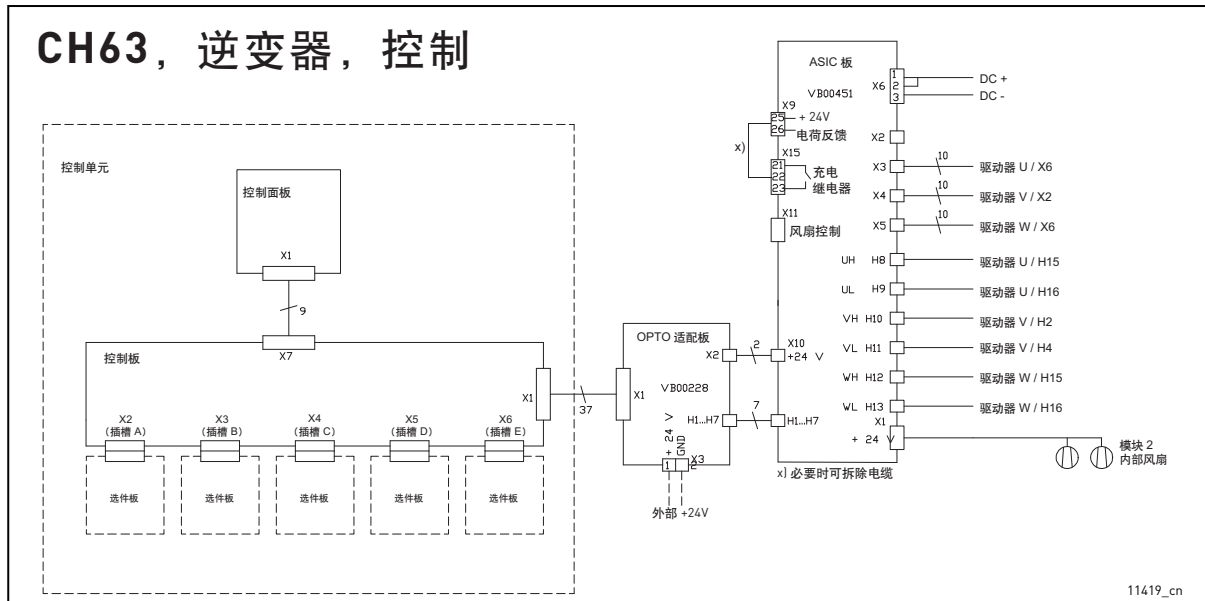 CH63，逆变器，控制
控制单元
控制面板
X1
9
X7
控制板
X1
37
X2
(插槽 A)
X3
(插槽 B)
X4
(插槽 C)
X5
(插槽 D)
X6
(插槽 E)
选件板
选件板
选件板
选件板
选件板
OPTO 适配板
X1
VB00228
X2
2
H1...H7
7
+ 24 V
GND
X3
1
2
外部 +24V
ASIC 板
VB00451
X6
1
2
3
DC +
DC -
X9
25
26
+ 24V
电荷反馈
x)
X15
21
22
23
充电
继电器
X11
风扇控制
X2
X3
10
驱动器 U / X6
X4
10
驱动器 V / X2
X5
10
驱动器 W / X6
UH H8
驱动器 U / H15
UL H9
驱动器 U / H16
VH H10
驱动器 V / H2
VL H11
驱动器 V / H4
WH H12
驱动器 W / H15
WL H13
驱动器 W / H16
X10
+24 V
H1...H7
X1
+ 24 V
模块 2
内部风扇
x) 必要时可拆除电缆
11419_cn